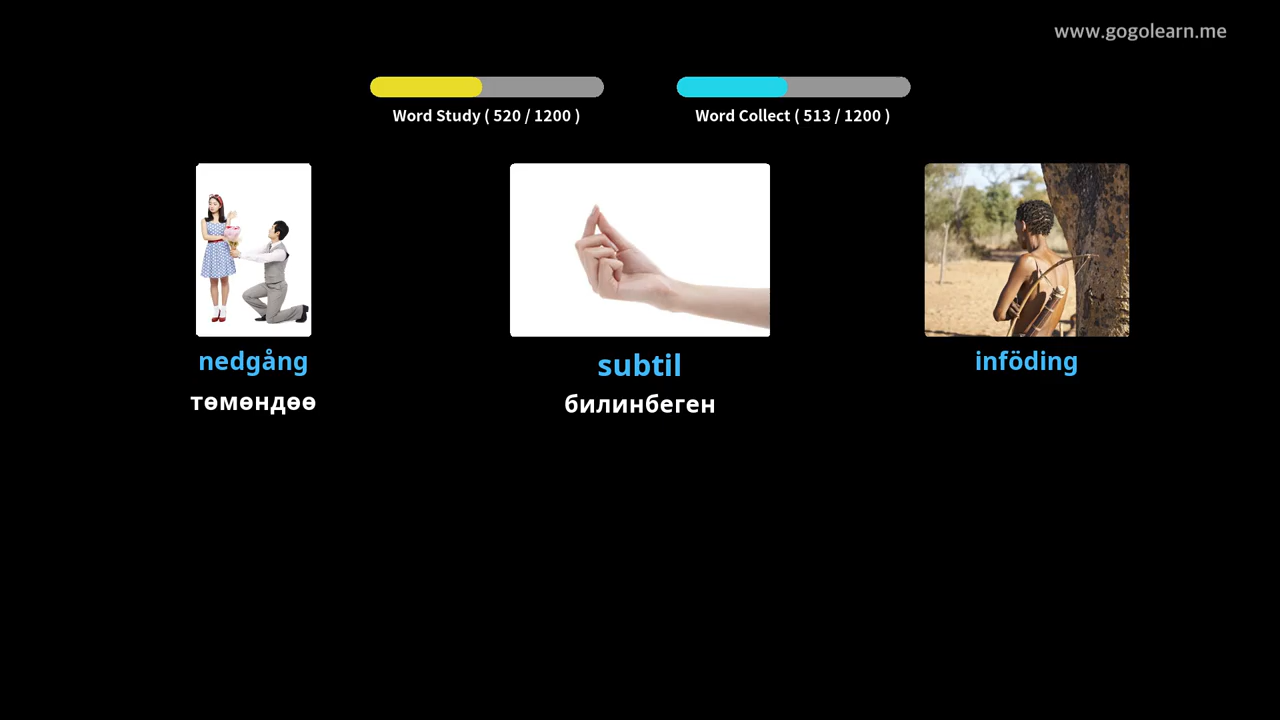 www.gogolearn.me
Word Study ( 520 / 1200 )
Word Collect ( 513 / 1200 )
nedgång
төмөндөө
subtil
билинбеген
inföding